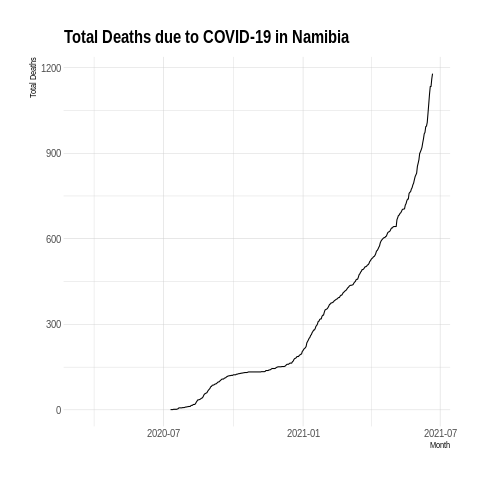 Total Deaths due to COVID-19 in Namibia
Total Deaths
1200
900
600
300
0
2020-07
2021-01
2021-07
Month